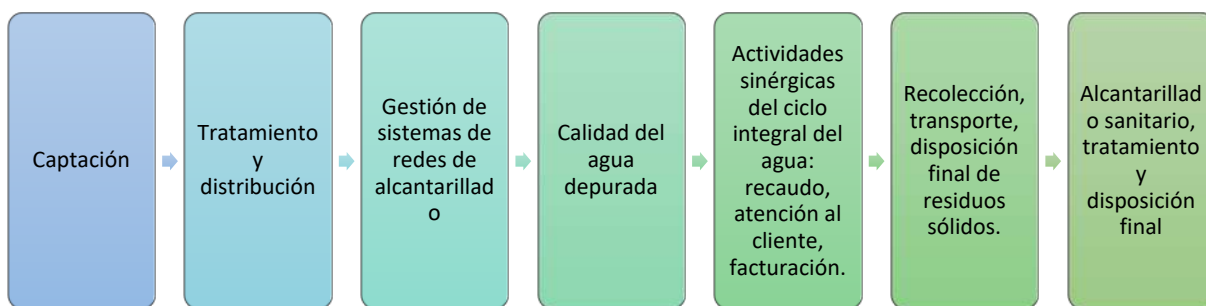 Captación
Tratamiento
y
distribución
Gestión de
sistemas de
redes de
alcantarillad
o
Calidad del
agua
depurada
Actividades
sinérgicas
del ciclo
integral del
agua:
recaudo,
atención al
cliente,
facturación.
Recolección,
transporte,
disposición
final de
residuos
sólidos.
Alcantarillad
o sanitario,
tratamiento
y
disposición
final